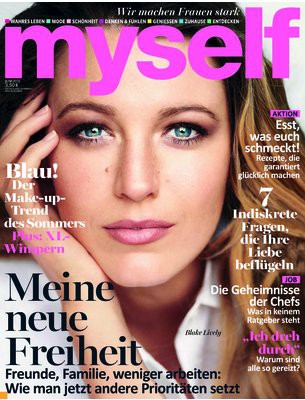 Wir machen Frauen stark
WAHRES LEBEN ■ MODE ■ SCHÖNHEIT ■ DENKEN & FÜHLEN ■ GENIESSEN ■ ZUHAUSE ■ ENTDECKEN
myself
3,50 €
AKTION
Esst,
was euch
schmeckt!
Rezepte, die
garantiert
glücklich machen
Blau!
Der
Make-up-
Trend
des Sommers
Plus: XL-
Wimpern
7
Indiskrete
Fragen,
die Ihre
Liebe
beflügeln
JOB
Die Geheimnisse
der Chefs
Was in keinem
Ratgeber steht
„Ich dreh
durch“
Warum sind
alle so gereizt?
Meine
neue
Freiheit
Blake Lively
Freunde, Familie, weniger arbeiten:
Wie man jetzt andere Prioritäten setzt